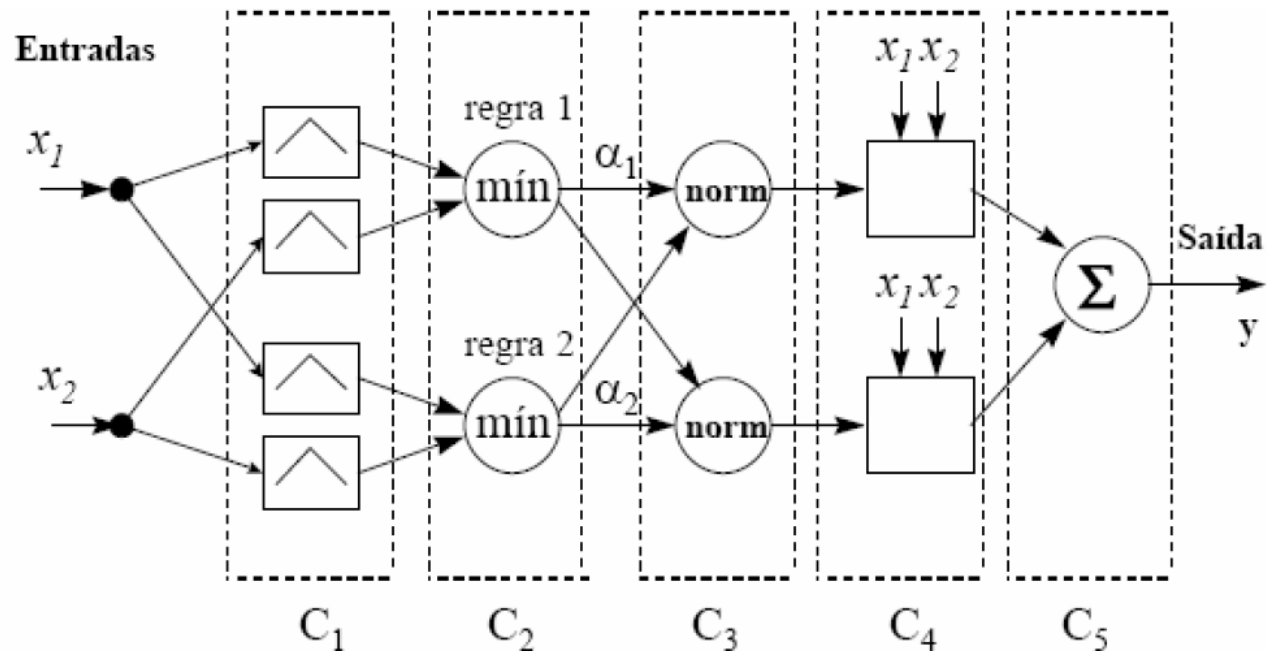 Entradas
x₁ x₂
regra 1
x₁
α₁
mín
norm
Saída
x₁ x₂
Σ
y
regra 2
x₂
α₂
mín
norm
C₁
C₂
C₃
C₄
C₅